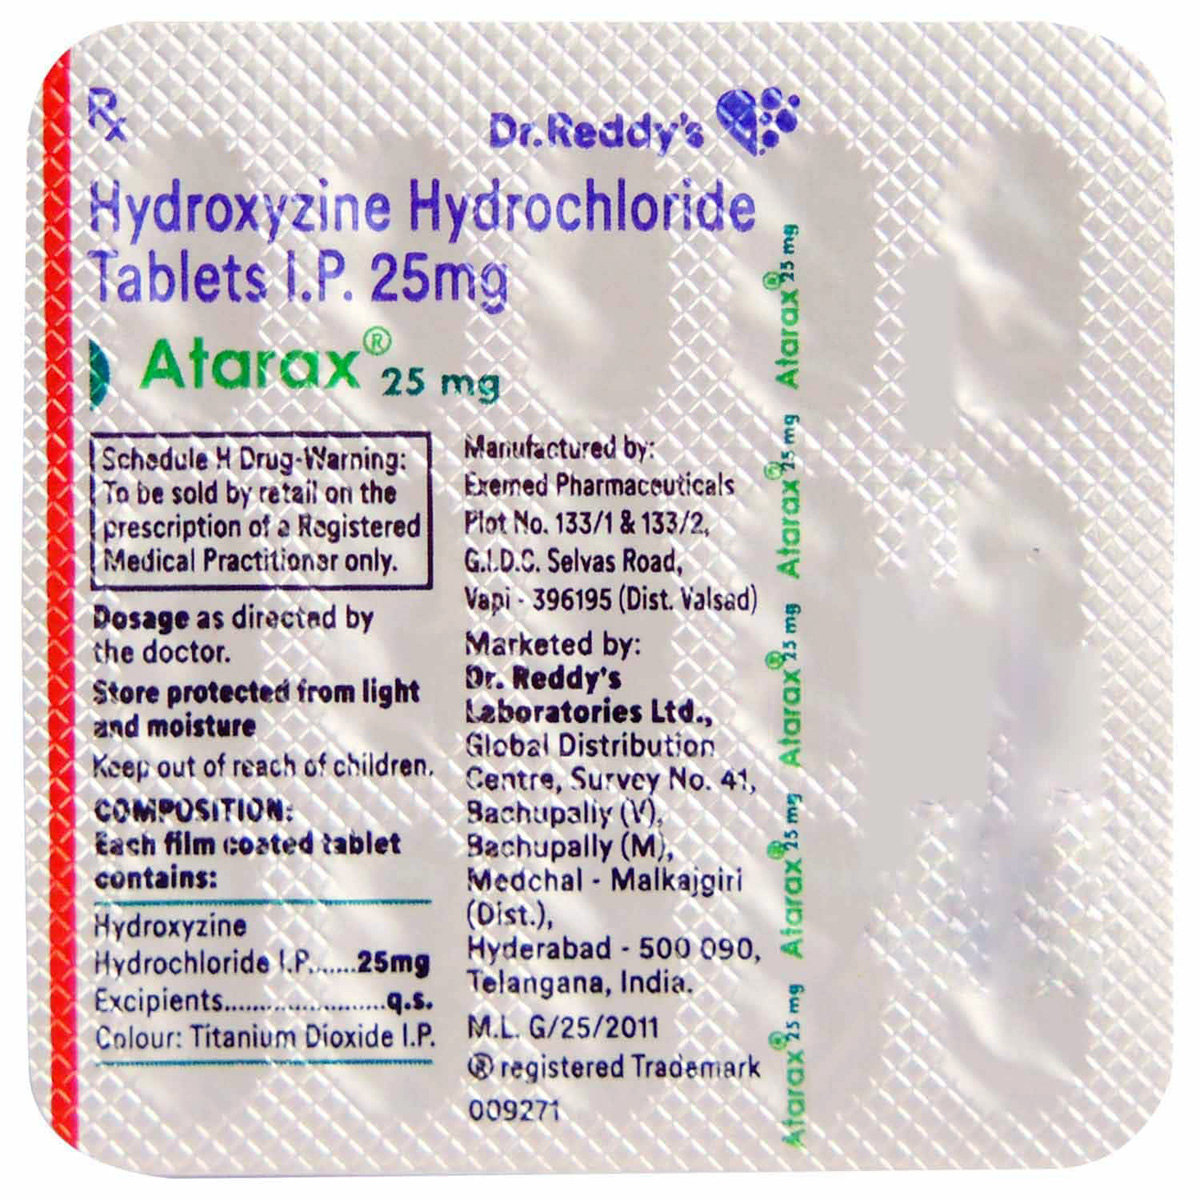 Rx
Dr.Reddy's
Hydroxyzine Hydrochloride
Tablets I.P. 25mg
Atarax® 25 mg
Schedule H Drug-Warning:
To be sold by retail on the
prescription of a Registered
Medical Practitioner only.
Dosage as directed by
the doctor.
Store protected from light
and moisture
Keep out of reach of children.
COMPOSITION:
Each film coated tablet
contains:
Hydroxyzine
Hydrochloride I.P.......25mg
Excipients......................q.s.
Colour: Titanium Dioxide I.P.
Manufactured by:
Exemed Pharmaceuticals
Plot No. 133/1 & 133/2,
G.I.D.C. Selvas Road,
Vapi - 396195 (Dist. Valsad)
Marketed by:
Dr. Reddy's
Laboratories Ltd.,
Global Distribution
Centre, Survey No. 41,
Bachupally (V),
Bachupally (M),
Medchal - Malkajgiri
(Dist.),
Hyderabad - 500 090,
Telangana, India.
M.L. G/25/2011
® registered Trademark
009271
Atarax® 25 mg Atarax® 25 mg Atarax® 25 mg Atarax® 25 mg Atarax® 25 mg